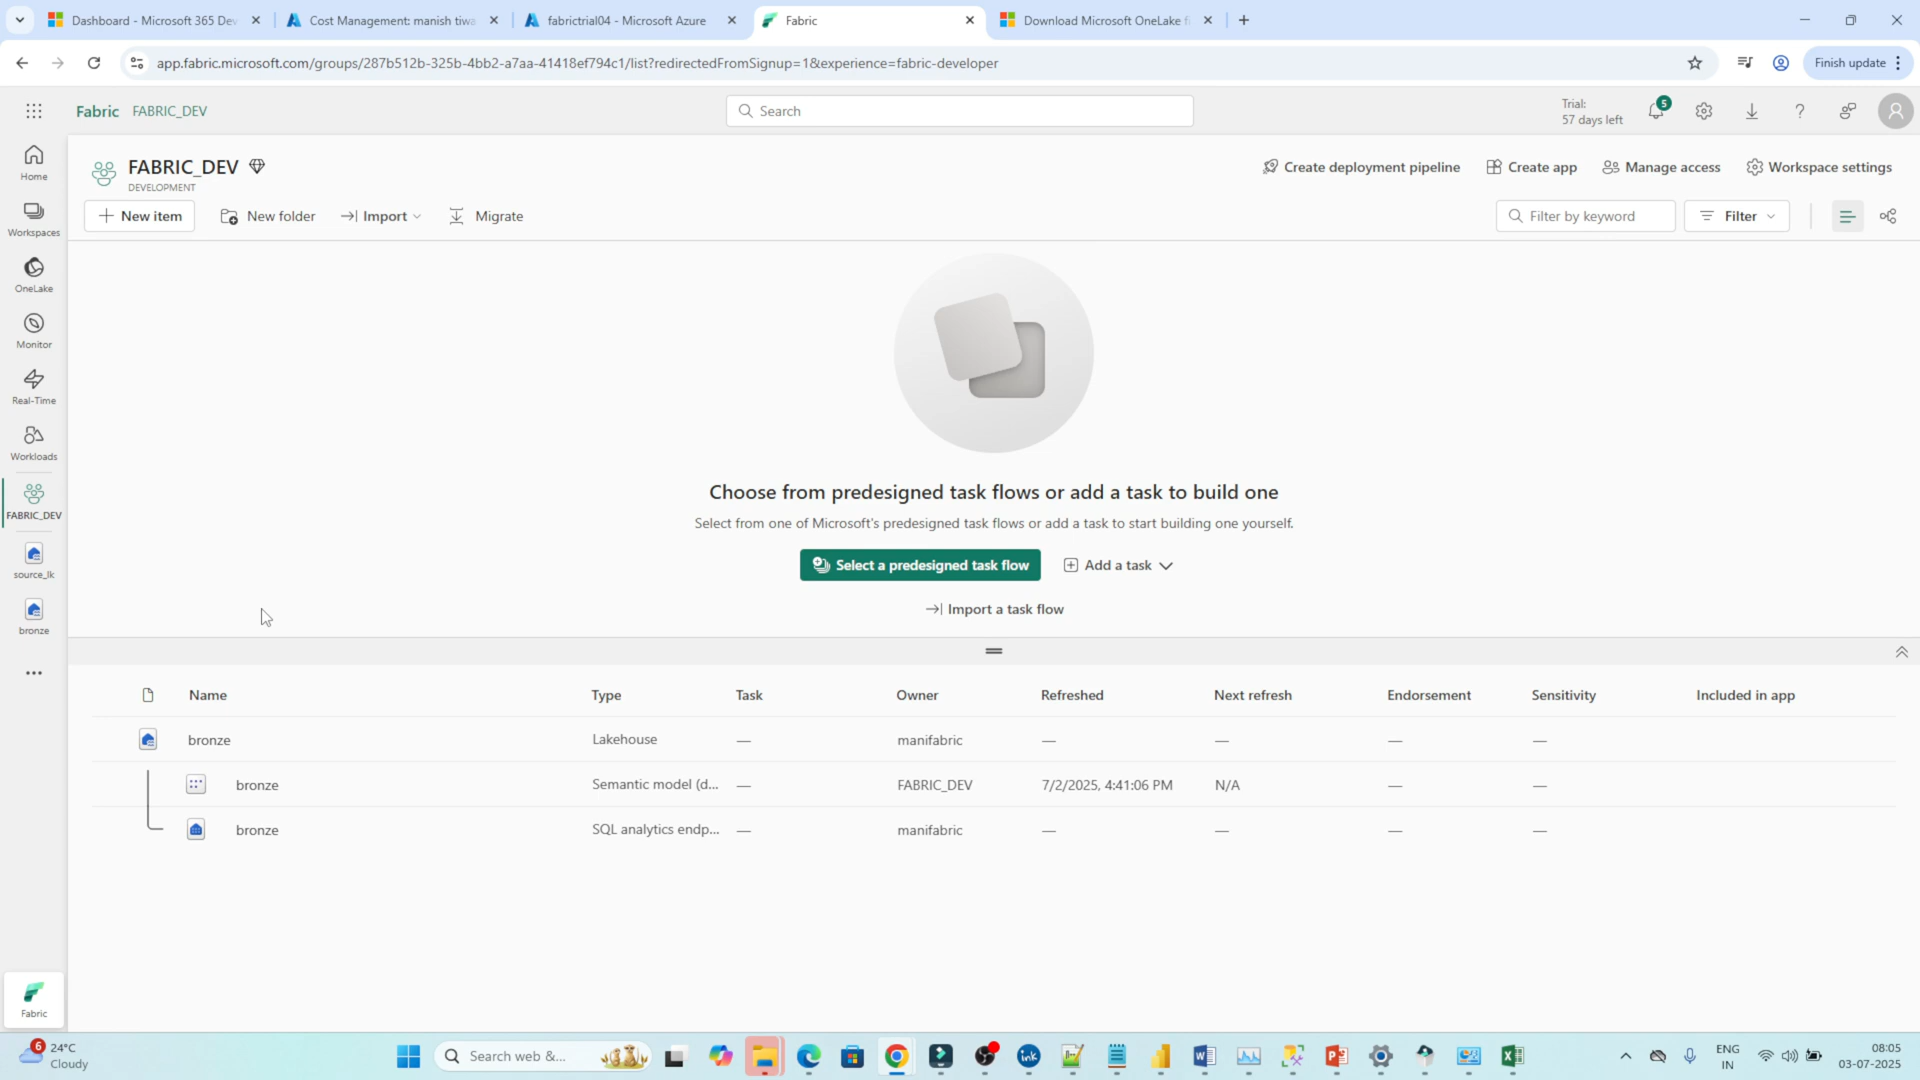 Dashboard - Microsoft 365 Dev
Cost Management: manish tiwa
fabrictrial04 - Microsoft Azure
Fabric
Download Microsoft OneLake fi
app.fabric.microsoft.com/groups/287b512b-325b-4bb2-a7aa-41418ef794c1/list?redirectedFromSignup=1&experience=fabric-developer
Finish update
Fabric FABRIC_DEV
Search
Trial:
57 days left
5
Home
Workspaces
OneLake
Monitor
Real-Time
Workloads
FABRIC_DEV
source_lk
bronze
Fabric
FABRIC_DEV
DEVELOPMENT
Create deployment pipeline
Create app
Manage access
Workspace settings
New item
New folder
Import
Migrate
Filter by keyword
Filter
Choose from predesigned task flows or add a task to build one
Select from one of Microsoft's predesigned task flows or add a task to start building one yourself.
Select a predesigned task flow
Add a task
Import a task flow
Name Type Task Owner Refreshed Next refresh Endorsement Sensitivity Included in app
bronze Lakehouse — manifabric — — — —
bronze Semantic model (d... — FABRIC_DEV 7/2/2025, 4:41:06 PM N/A — —
bronze SQL analytics endp... — manifabric — — — —
6
24°C
Cloudy
Search web &...
ink
ENG
IN
08:05
03-07-2025